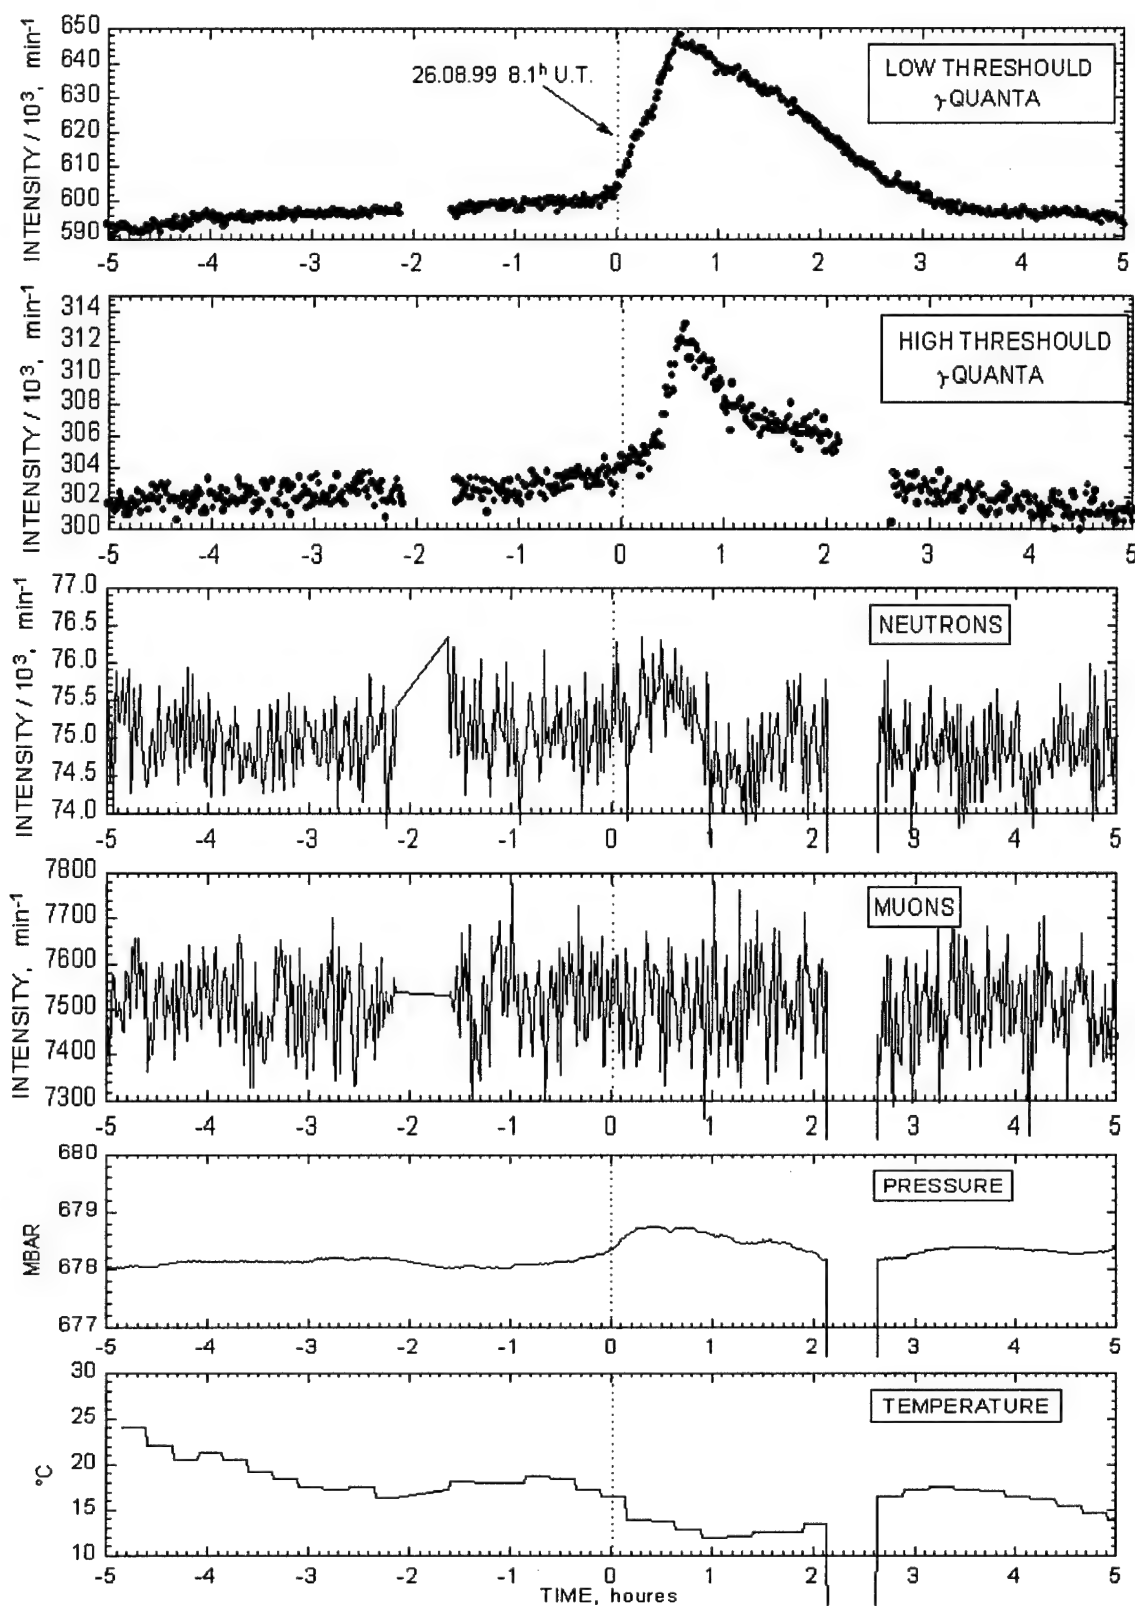 INTENSITY / 10³, min⁻¹
650
640
630
620
610
600
590
26.08.99 8.1ʰ U.T.
LOW THRESHOULD
γ QUANTA
-5 -4 -3 -2 -1 0 1 2 3 4 5
INTENSITY / 10³, min⁻¹
314
312
310
308
306
304
302
300
HIGH THRESHOULD
γ QUANTA
-5 -4 -3 -2 -1 0 1 2 3 4 5
INTENSITY / 10³, min⁻¹
77.0
76.5
76.0
75.5
75.0
74.5
74.0
NEUTRONS
-5 -4 -3 -2 -1 0 1 2 3 4 5
INTENSITY, min⁻¹
7800
7700
7600
7500
7400
7300
MUONS
-5 -4 -3 -2 -1 0 1 2 3 4 5
MBAR
680
679
678
677
PRESSURE
-5 -4 -3 -2 -1 0 1 2 3 4 5
°C
30
25
20
15
10
TEMPERATURE
-5 -4 -3 -2 -1 0 1 2 3 4 5
TIME, houres